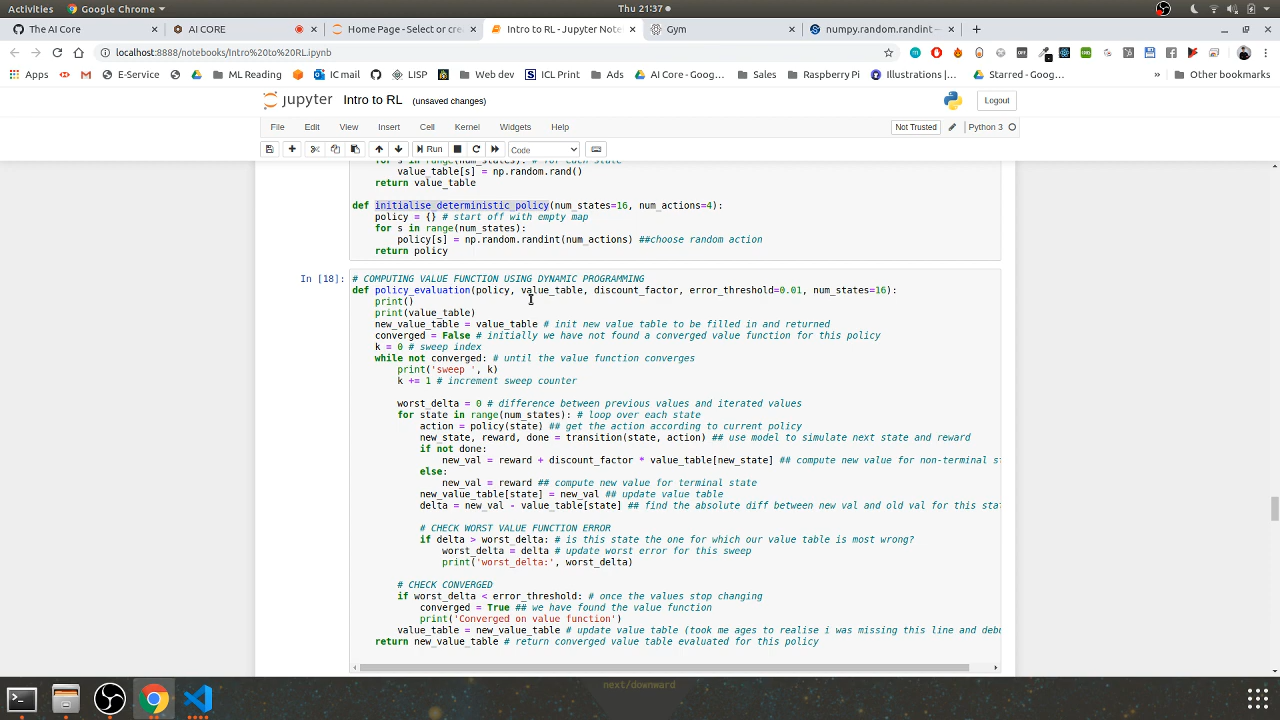 Activities
Google Chrome
Thu 21:37
The AI Core
AI CORE
Home Page - Select or cre
Intro to RL - Jupyter Note
Gym
numpy.random.randint —
localhost:8888/notebooks/Intro%20to%20RL.ipynb
Apps
E-Service
ML Reading
IC mail
LISP
Web dev
ICL Print
Ads
AI Core - Goog...
Sales
Raspberry Pi
Illustrations |...
Starred - Goog...
»
Other bookmarks
jupyter
Intro to RL
(unsaved changes)
Logout
File
Edit
View
Insert
Cell
Kernel
Widgets
Help
Not Trusted
Python 3
Run
Code
for s in range(num_states): # for each state
value_table[s] = np.random.rand()
return value_table
def initialise_deterministic_policy(num_states=16, num_actions=4):
policy = {} # start off with empty map
for s in range(num_states):
policy[s] = np.random.randint(num_actions) ##choose random action
return policy
In [18]:
# COMPUTING VALUE FUNCTION USING DYNAMIC PROGRAMMING
def policy_evaluation(policy, value_table, discount_factor, error_threshold=0.01, num_states=16):
print()
print(value_table)
new_value_table = value_table # init new value table to be filled in and returned
converged = False # initially we have not found a converged value function for this policy
k = 0 # sweep index
while not converged: # until the value function converges
print('sweep ', k)
k += 1 # increment sweep counter
worst_delta = 0 # difference between previous values and iterated values
for state in range(num_states): # loop over each state
action = policy(state) ## get the action according to current policy
new_state, reward, done = transition(state, action) ## use model to simulate next state and reward
if not done:
new_val = reward + discount_factor * value_table[new_state] ## compute new value for non-terminal st
else:
new_val = reward ## compute new value for terminal state
new_value_table[state] = new_val ## update value table
delta = new_val - value_table[state] ## find the absolute diff between new val and old val for this stat
# CHECK WORST VALUE FUNCTION ERROR
if delta > worst_delta: # is this state the one for which our value table is most wrong?
worst_delta = delta # update worst error for this sweep
print('worst_delta:', worst_delta)
# CHECK CONVERGED
if worst_delta < error_threshold: # once the values stop changing
converged = True ## we have found the value function
print('Converged on value function')
value_table = new_value_table # update value table (took me ages to realise i was missing this line and debu
return new_value_table # return converged value table evaluated for this policy
next/downward